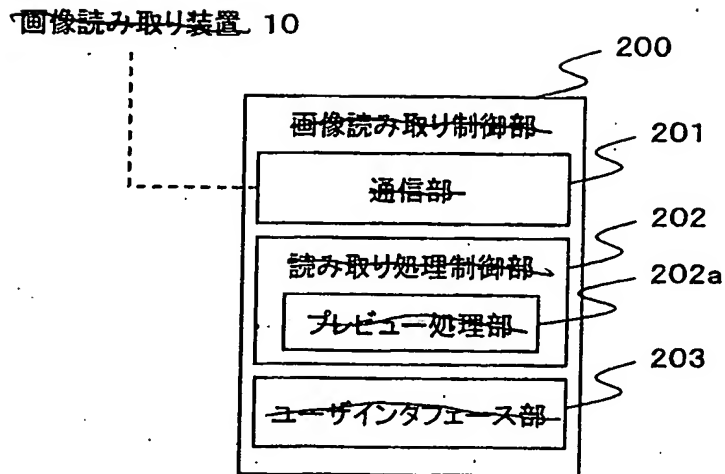 画像読み取り装置 10
200
画像読み取り制御部
201
通信部
202
読み取り処理制御部
202a
プレビュー処理部
203
ユーザインタフェース部